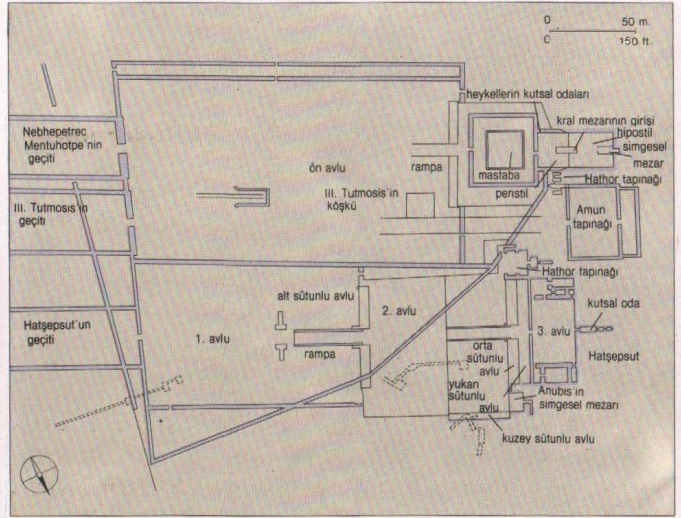 0 50 m.
0 150 ft.
heykellerin kutsal odaları
kral mezarının girişi
hipostil
simgesel
mezar
Nebhepetrec
Mentuhotpe'nin
geçiti
ön avlu
rampa
mastaba
peristil
Hathor tapınağı
III. Tutmosis'in
geçiti
III. Tutmosis'in
köşkü
Amun
tapınağı
Hathor tapınağı
alt sütunlu avlu
2. avlu
kutsal oda
Hatşepsut'un
geçiti
1. avlu
3. avlu
rampa
orta
sütunlu
avlu
Hatşepsut
yukarı
sütunlu
avlu
Anubis'in
simgesel mezarı
kuzey sütunlu avlu